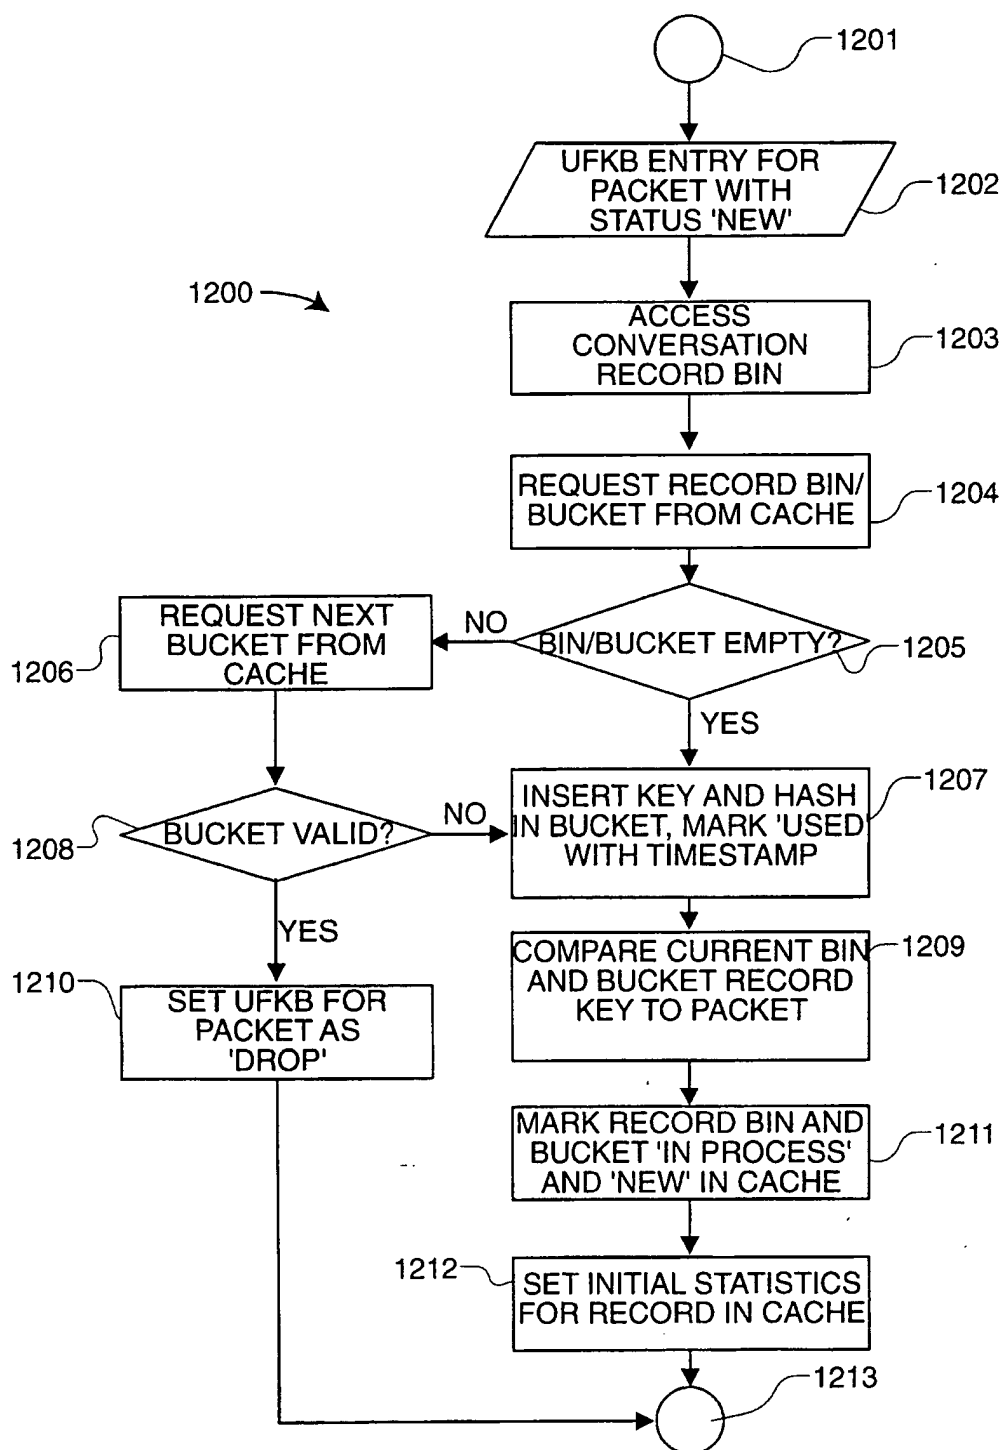 1201
UFKB ENTRY FOR
PACKET WITH
STATUS 'NEW'
1202
1200
ACCESS
CONVERSATION
RECORD BIN
1203
REQUEST RECORD BIN/
BUCKET FROM CACHE
1204
REQUEST NEXT
BUCKET FROM
CACHE
1206
NO
BIN/BUCKET EMPTY?
1205
YES
INSERT KEY AND HASH
IN BUCKET, MARK 'USED'
WITH TIMESTAMP
1207
BUCKET VALID?
1208
NO
YES
COMPARE CURRENT BIN
AND BUCKET RECORD
KEY TO PACKET
1209
1210
SET UFKB FOR
PACKET AS
'DROP'
MARK RECORD BIN AND
BUCKET 'IN PROCESS'
AND 'NEW' IN CACHE
1211
1212
SET INITIAL STATISTICS
FOR RECORD IN CACHE
1213